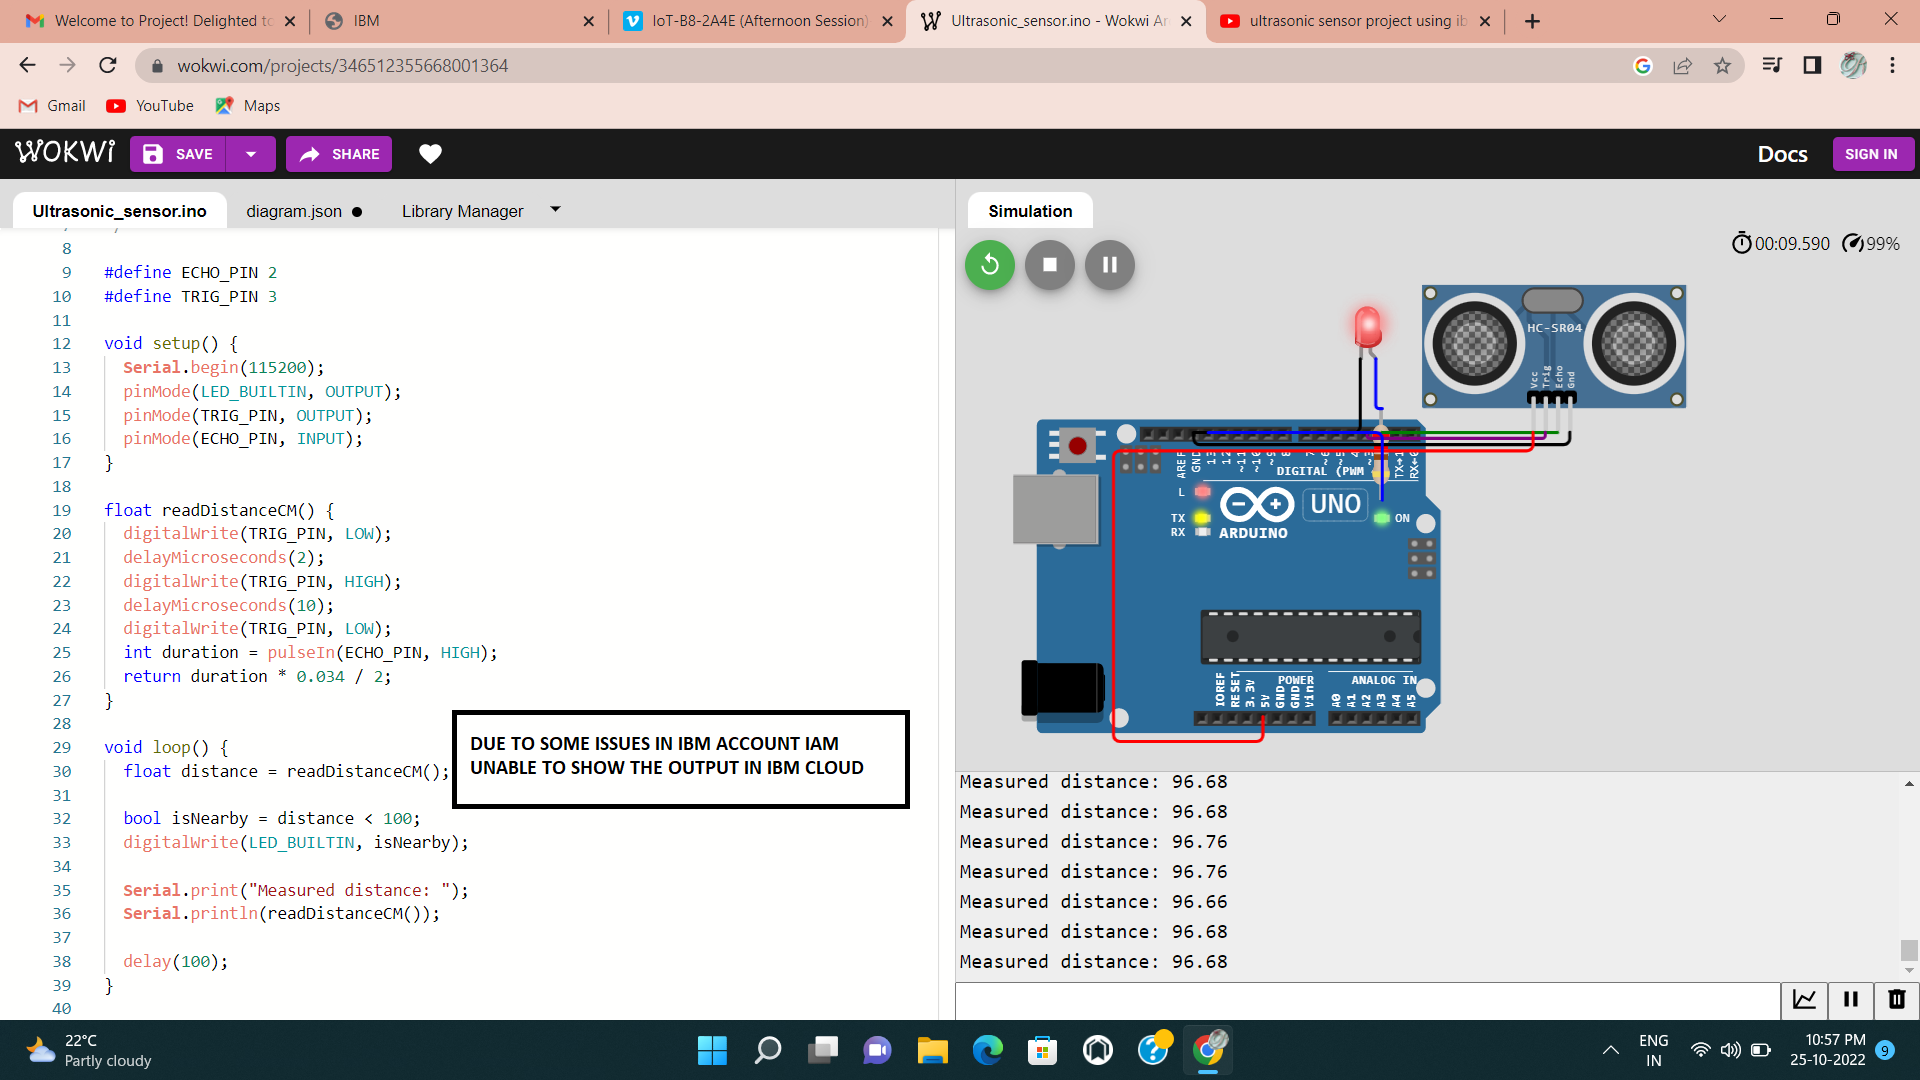 Welcome to Project! Delighted to
IBM
IoT-B8-2A4E (Afternoon Session)
Ultrasonic_sensor.ino - Wokwi Ar
ultrasonic sensor project using ib
wokwi.com/projects/346512355668001364
Gmail
YouTube
Maps
WOKWi
SAVE
SHARE
Docs
SIGN IN
Ultrasonic_sensor.ino
diagram.json
Library Manager
Simulation
00:09.590
99%
8
9 #define ECHO_PIN 2
10 #define TRIG_PIN 3
11
12 void setup() {
13 Serial.begin(115200);
14 pinMode(LED_BUILTIN, OUTPUT);
15 pinMode(TRIG_PIN, OUTPUT);
16 pinMode(ECHO_PIN, INPUT);
17 }
18
19 float readDistanceCM() {
20 digitalWrite(TRIG_PIN, LOW);
21 delayMicroseconds(2);
22 digitalWrite(TRIG_PIN, HIGH);
23 delayMicroseconds(10);
24 digitalWrite(TRIG_PIN, LOW);
25 int duration = pulseIn(ECHO_PIN, HIGH);
26 return duration * 0.034 / 2;
27 }
28
29 void loop() {
30 float distance = readDistanceCM();
31
32 bool isNearby = distance < 100;
33 digitalWrite(LED_BUILTIN, isNearby);
34
35 Serial.print("Measured distance: ");
36 Serial.println(readDistanceCM());
37
38 delay(100);
39 }
40
DUE TO SOME ISSUES IN IBM ACCOUNT IAM
UNABLE TO SHOW THE OUTPUT IN IBM CLOUD
HC-SR04
Vcc
Trig
Echo
Gnd
AREF
GND
13
12
~11
~10
~9
8
7
~6
~5
4
~3
TX→1
RX←0
DIGITAL (PWM
L
TX
RX
UNO
ON
ARDUINO
IOREF
RESET
3.3V
5V
GND
GND
Vin
POWER
ANALOG IN
A0
A1
A2
A3
A4
A5
Measured distance: 96.68
Measured distance: 96.68
Measured distance: 96.76
Measured distance: 96.76
Measured distance: 96.66
Measured distance: 96.68
Measured distance: 96.68
22°C
Partly cloudy
ENG
IN
10:57 PM
25-10-2022
9